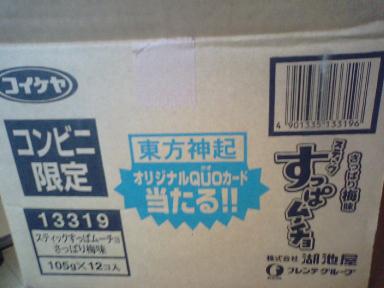 コイケヤ
コンビニ
限定
13319
スティックすっぱムーチョ
さっぱり梅味
105g×12コ入
東方神起
オリジナルQUOカード
当たる!!
4 901335 133196
さっぱり梅味
スティック
すっぱムーチョ
株式会社 湖池屋
フレンテグループ